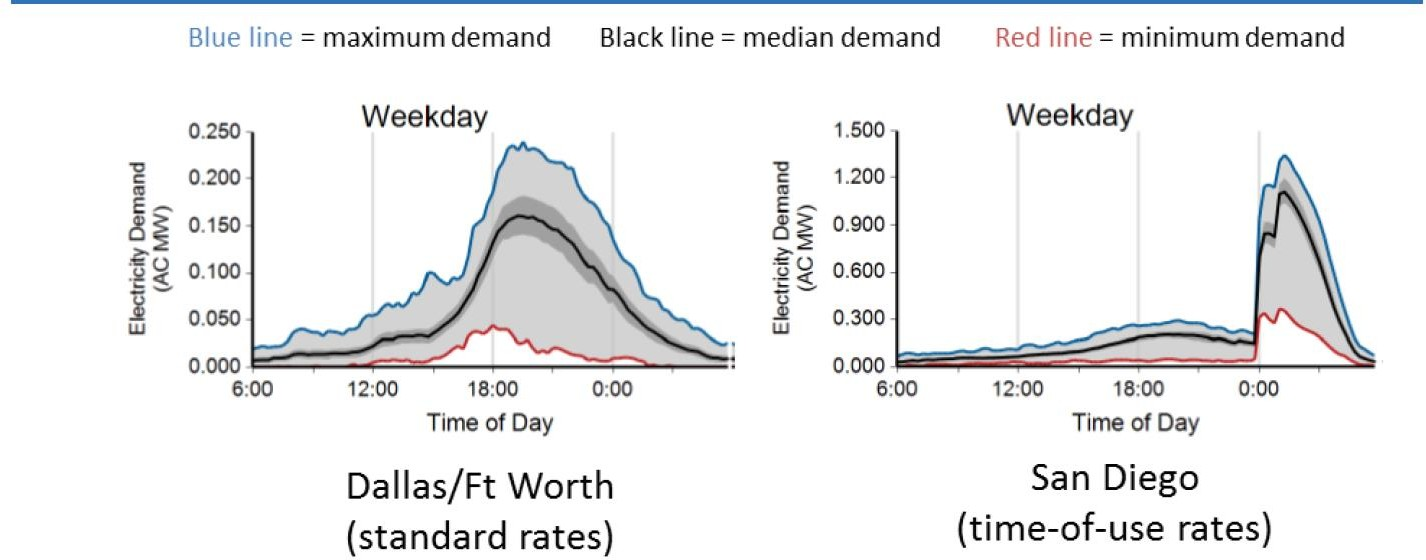 Blue line = maximum demand Black line = median demand Red line = minimum demand
Weekday
0.250
0.200
0.150
0.100
0.050
0.000
Electricity Demand
(AC MW)
6:00 12:00 18:00 0:00
Time of Day
Dallas/Ft Worth
(standard rates)
Weekday
1.500
1.200
0.900
0.600
0.300
0.000
Electricity Demand
(AC MW)
6:00 12:00 18:00 0:00
Time of Day
San Diego
(time-of-use rates)